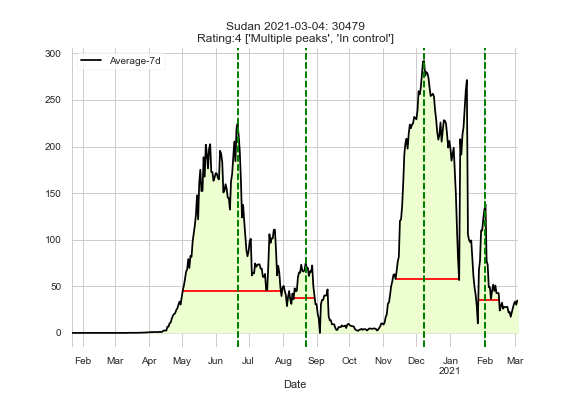 Sudan 2021-03-04: 30479
Rating:4 ['Multiple peaks', 'In control']
Average-7d
300
250
200
150
100
50
0
Feb Mar Apr May Jun Jul Aug Sep Oct Nov Dec Jan Feb Mar
2021
Date